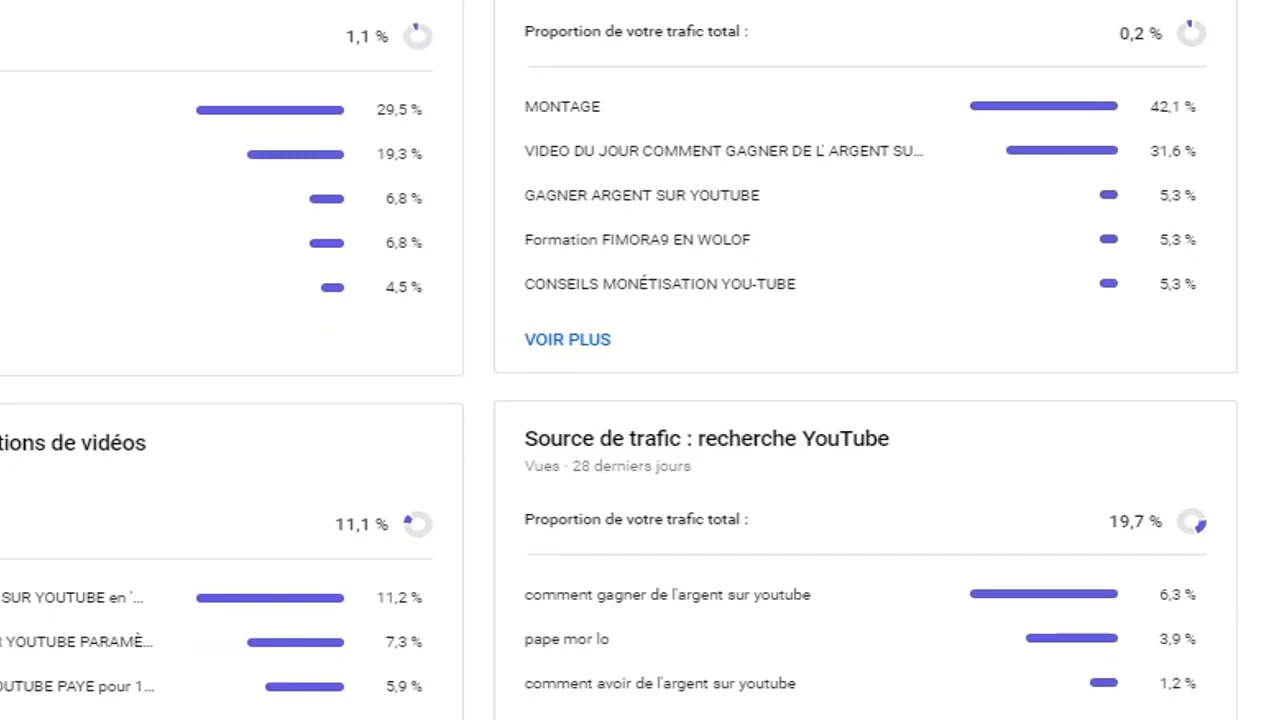 1,1 %
29,5 %
19,3 %
6,8 %
6,8 %
4,5 %
Proportion de votre trafic total :
0,2 %
MONTAGE
42,1 %
VIDEO DU JOUR COMMENT GAGNER DE L' ARGENT SU...
31,6 %
GAGNER ARGENT SUR YOUTUBE
5,3 %
Formation FIMORA9 EN WOLOF
5,3 %
CONSEILS MONÉTISATION YOU-TUBE
5,3 %
VOIR PLUS
tions de vidéos
11,1 %
SUR YOUTUBE en '...
11,2 %
R YOUTUBE PARAMÈ...
7,3 %
OUTUBE PAYE pour 1...
5,9 %
Source de trafic : recherche YouTube
Vues · 28 derniers jours
Proportion de votre trafic total :
19,7 %
comment gagner de l'argent sur youtube
6,3 %
pape mor lo
3,9 %
comment avoir de l'argent sur youtube
1,2 %